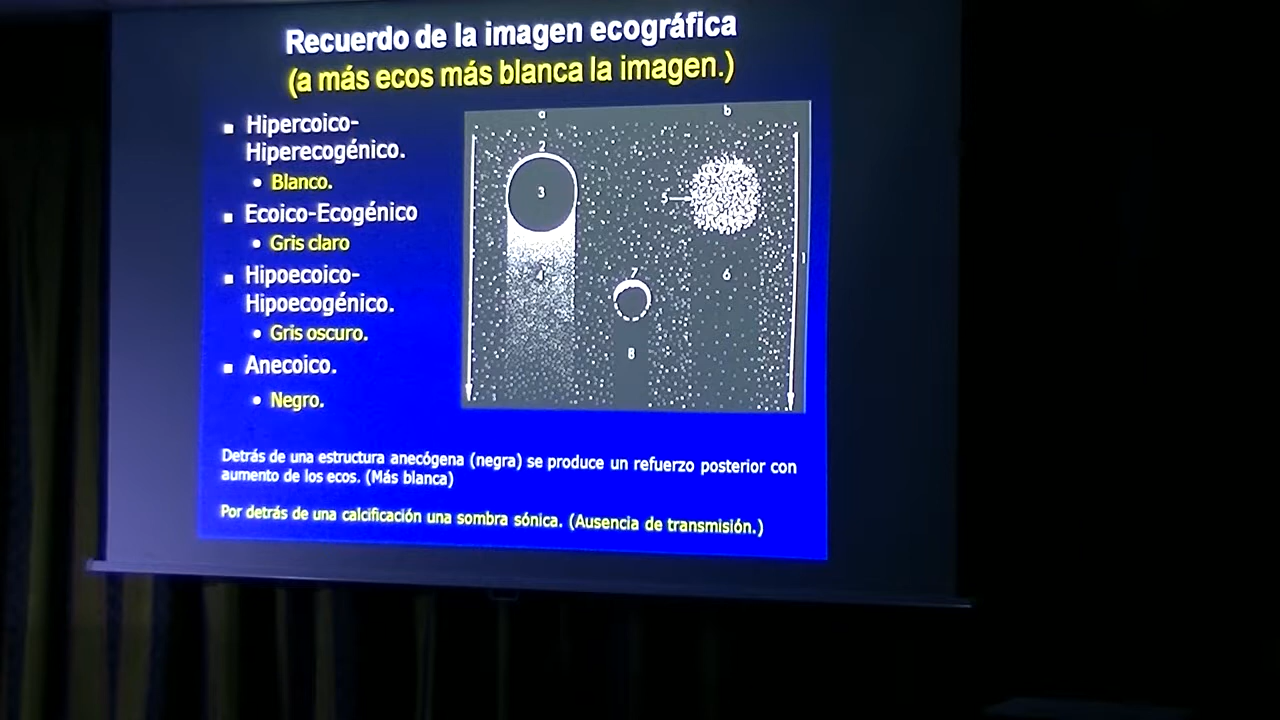 Recuerdo de la imagen ecográfica
(a más ecos más blanca la imagen.)
Hipercoico-
Hiperecogénico.
Blanco.
Ecoico-Ecogénico
Gris claro
Hipoecoico-
Hipoecogénico.
Gris oscuro.
Anecoico.
Negro.
a
b
2
3
5
4
7
6
1
8
Detrás de una estructura anecógena (negra) se produce un refuerzo posterior con
aumento de los ecos. (Más blanca)
Por detrás de una calcificación una sombra sónica. (Ausencia de transmisión.)